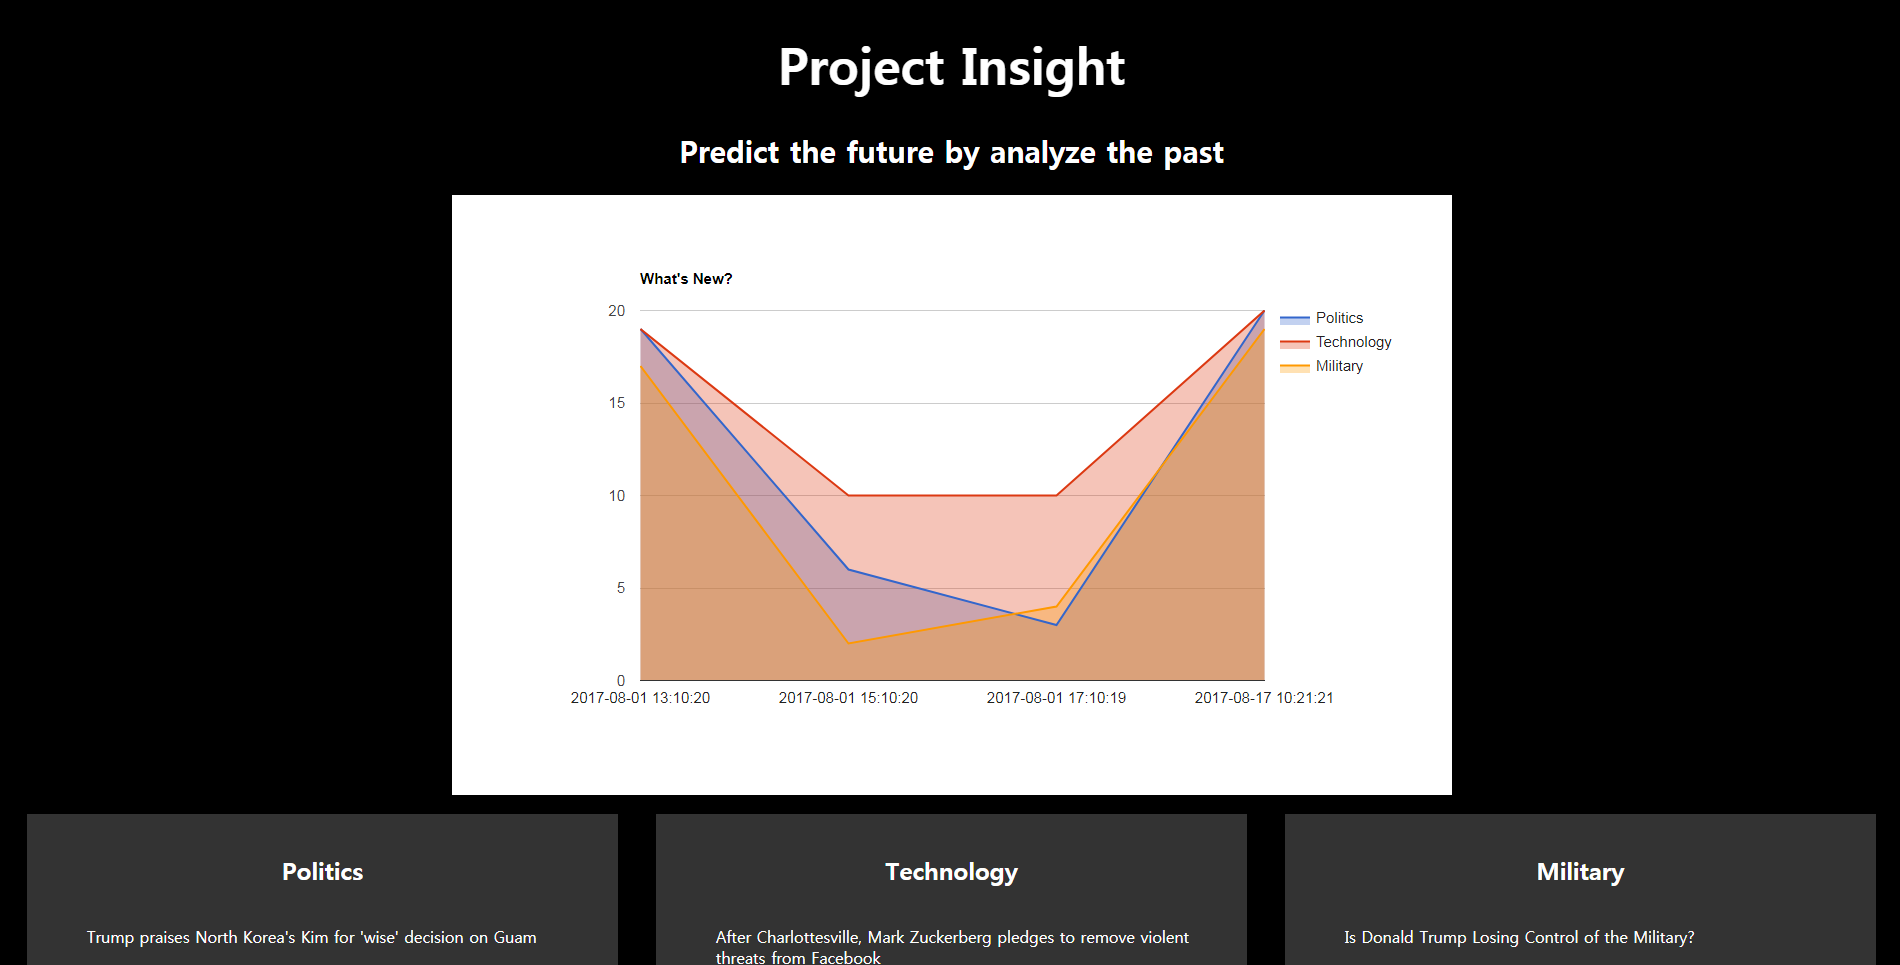 Project Insight
Predict the future by analyze the past
What's New?
20
15
10
5
0
Politics
Technology
Military
2017-08-01 13:10:20
2017-08-01 15:10:20
2017-08-01 17:10:19
2017-08-17 10:21:21
Politics
Trump praises North Korea's Kim for 'wise' decision on Guam
Technology
After Charlottesville, Mark Zuckerberg pledges to remove violent
threats from Facebook
Military
Is Donald Trump Losing Control of the Military?